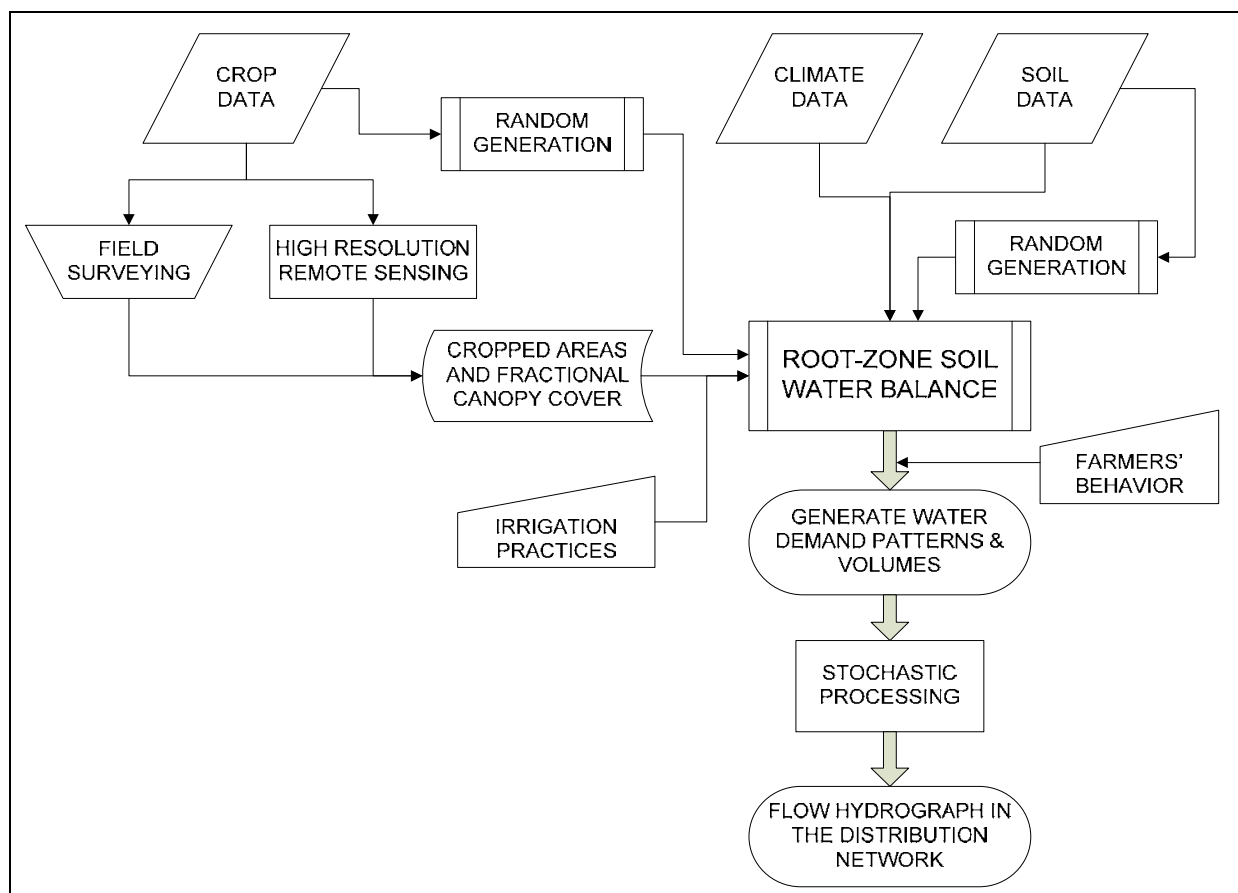 CROP
DATA
CLIMATE
DATA
SOIL
DATA
RANDOM
GENERATION
FIELD
SURVEYING
HIGH RESOLUTION
REMOTE SENSING
RANDOM
GENERATION
CROPPED AREAS
AND FRACTIONAL
CANOPY COVER
ROOT-ZONE SOIL
WATER BALANCE
FARMERS'
BEHAVIOR
IRRIGATION
PRACTICES
GENERATE WATER
DEMAND PATTERNS &
VOLUMES
STOCHASTIC
PROCESSING
FLOW HYDROGRAPH IN
THE DISTRIBUTION
NETWORK